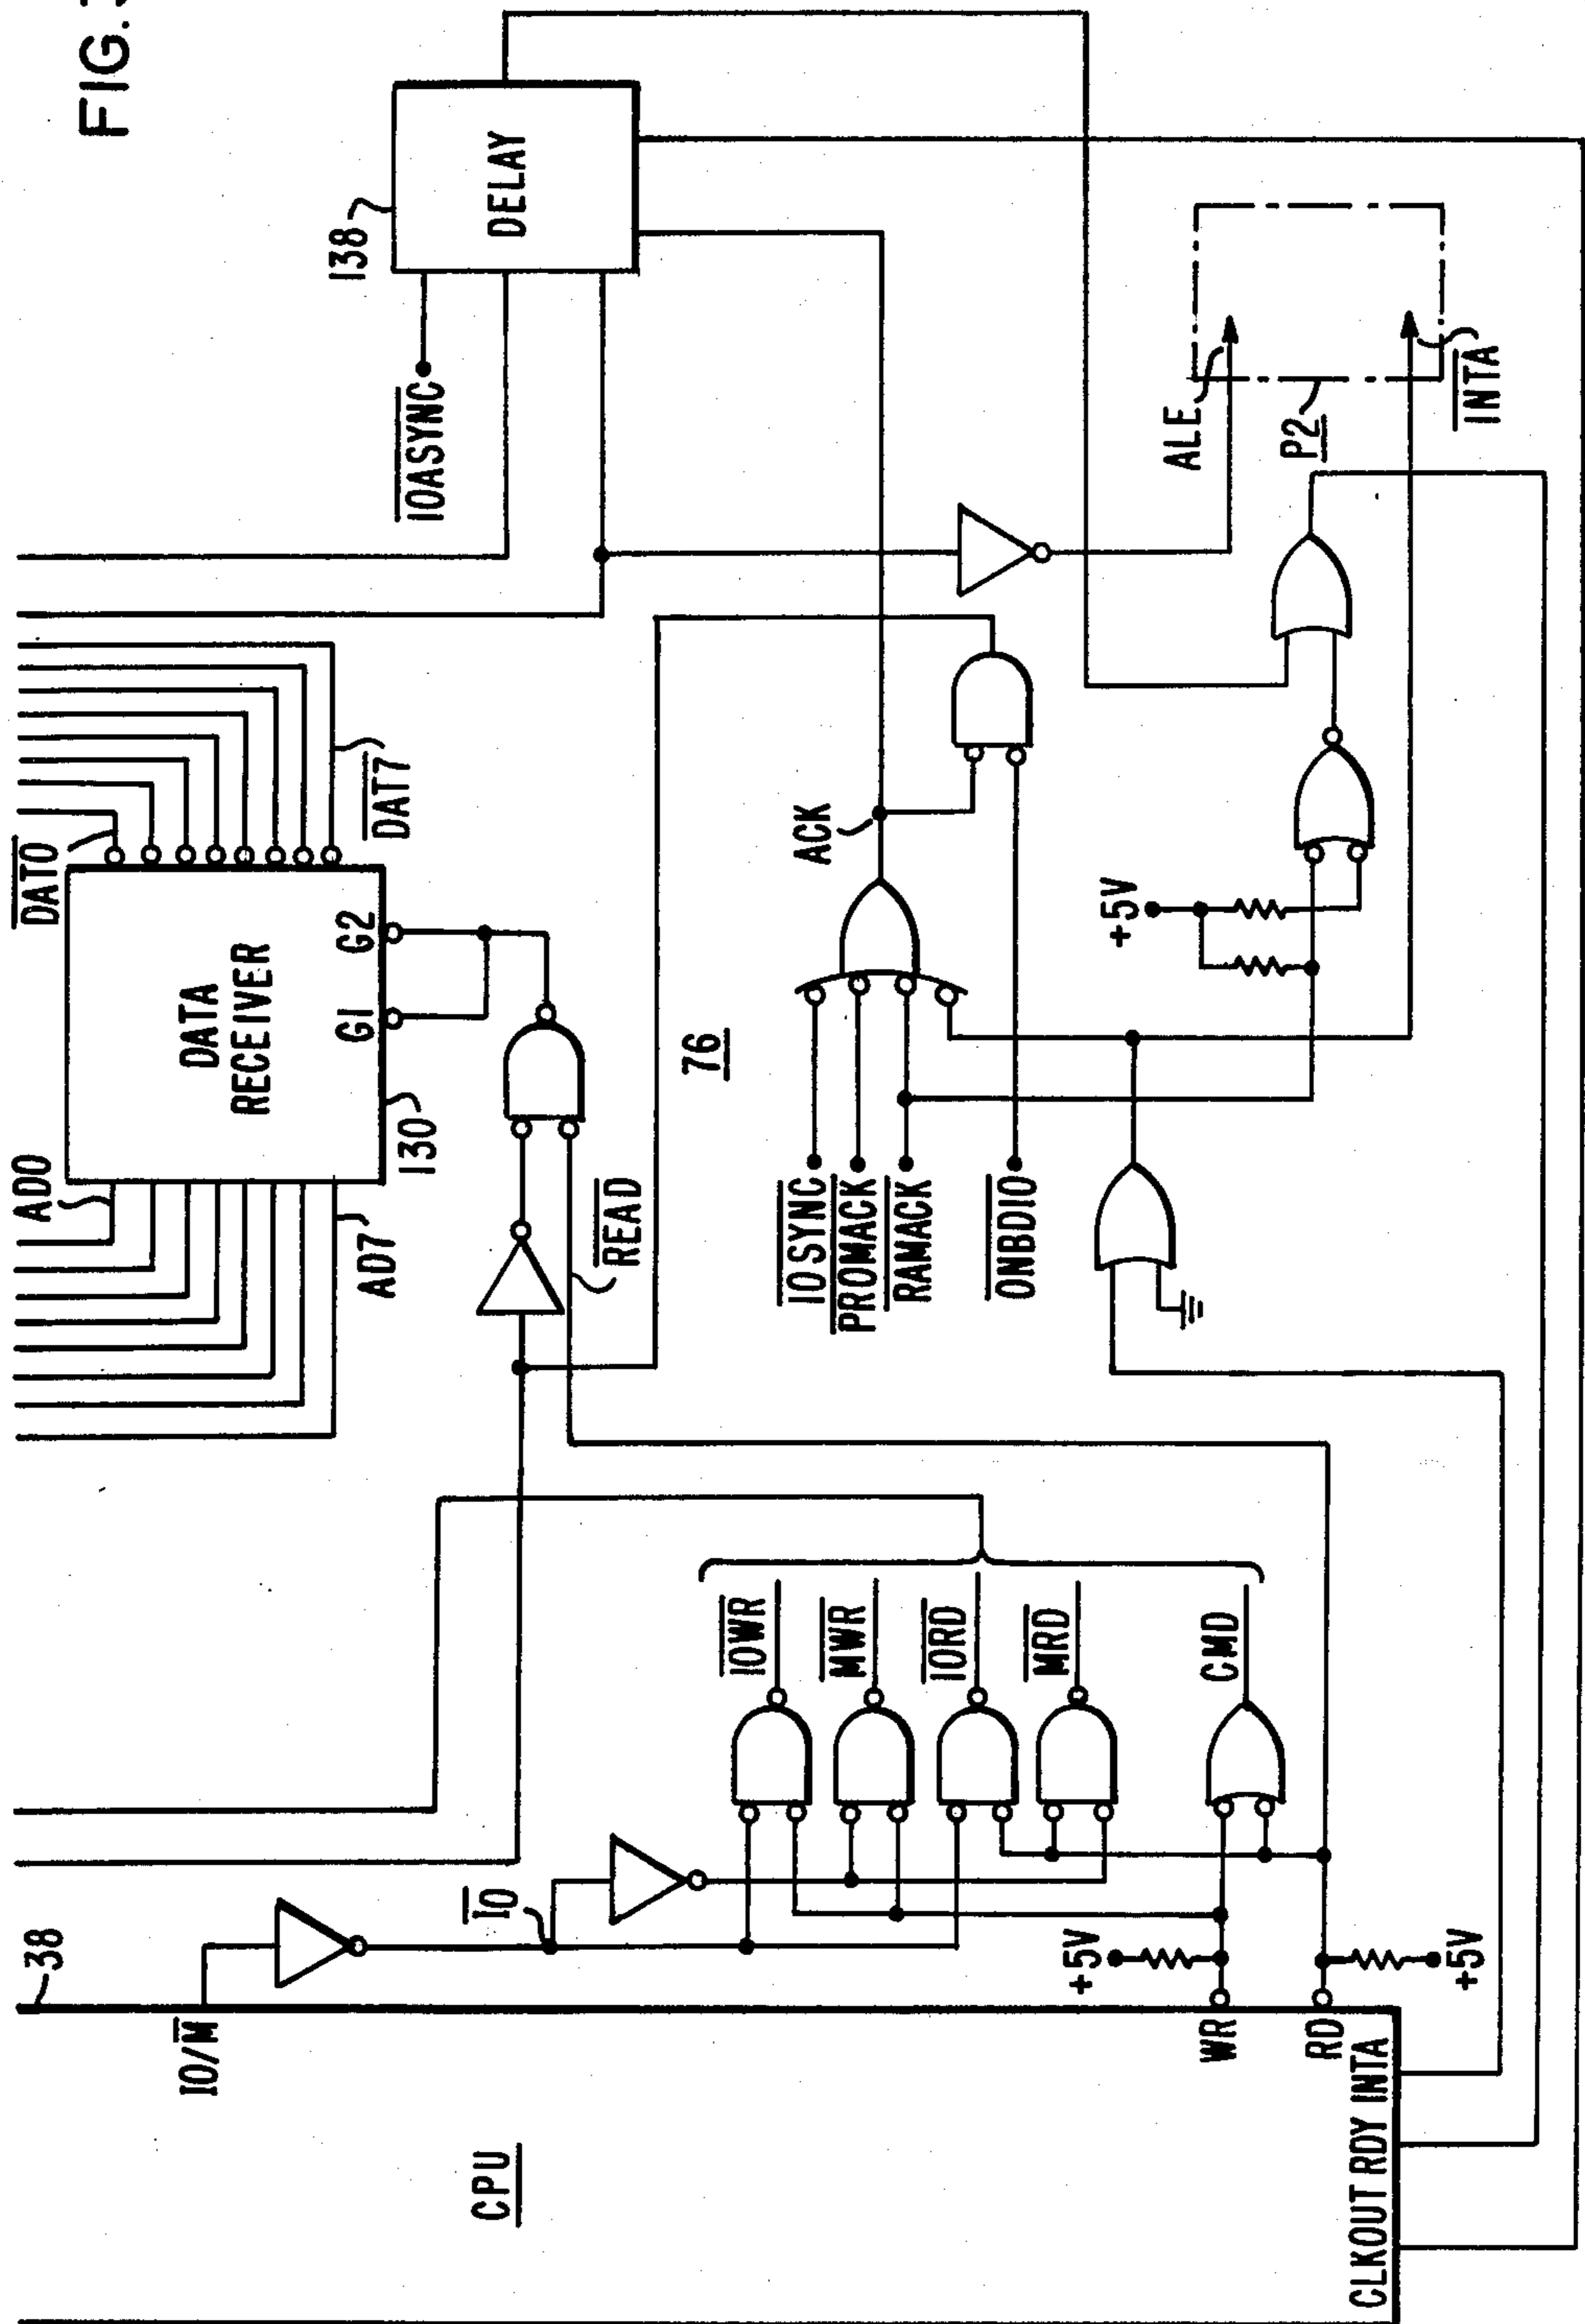 FIG.
38
IO/M
CPU
IO
+5V
WR
RD
+5V
CLKOUT RDY INTA
IOWR
MWR
IORD
MRD
CMD
AD0
AD7
DATA
RECEIVER
130
G1 G2
DAT0
DAT7
READ
76
IOSYNC
PROMACK
RAMACK
ONBDIO
ACK
+5V
IOASYNC
138
DELAY
ALE
P2
INTA